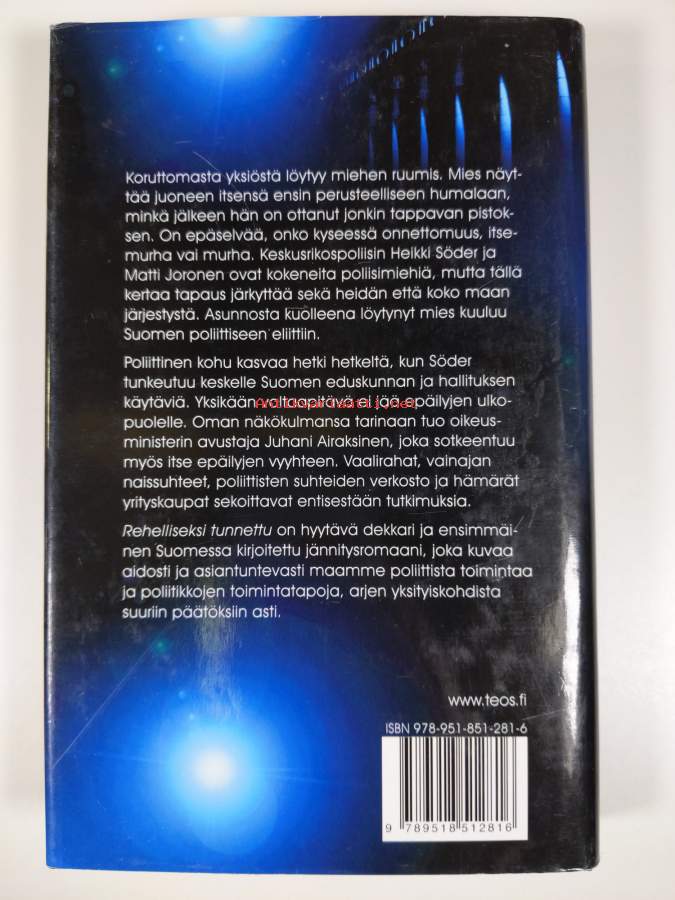 Koruttomasta yksiöstä löytyy miehen ruumis. Mies näyt-
tää juoneen itsensä ensin perusteelliseen humalaan,
minkä jälkeen hän on ottanut jonkin tappavan pistok-
sen. On epäselvää, onko kyseessä onnettomuus, itse-
murha vai murha. Keskusrikospoliisin Heikki Söder ja
Matti Joronen ovat kokeneita poliisimiehiä, mutta tällä
kertaa tapaus järkyttää sekä heidän että koko maan
järjestystä. Asunnosta kuolleena löytynyt mies kuuluu
Suomen poliittiseen eliittiin.
Poliittinen kohu kasvaa hetki hetkeltä, kun Söder
tunkeutuu keskelle Suomen eduskunnan ja hallituksen
käytäviä. Yksikään vallanpitävä ei jää epäilyjen ulko-
Antikvariaatti.net
puolelle. Oman näkökulmansa tarinaan tuo oikeus-
ministerin avustaja Juhani Airaksinen, joka sotkeentuu
myös itse epäilyjen vyyhteen. Vaalirahat, vainajan
naissuhteet, poliittisten suhteiden verkosto ja hämärät
yrityskaupat sekoittavat entisestään tutkimuksia.
Rehelliseksi tunnettu on hyytävä dekkari ja ensimmäi-
nen Suomessa kirjoitettu jännitysromaani, joka kuvaa
aidosti ja asiantuntevasti maamme poliittista toimintaa
ja poliitikkojen toimintatapoja, arjen yksityiskohdista
suuriin päätöksiin asti.
www.teos.fi
ISBN 978-951-851-281-6
9 789518 512816